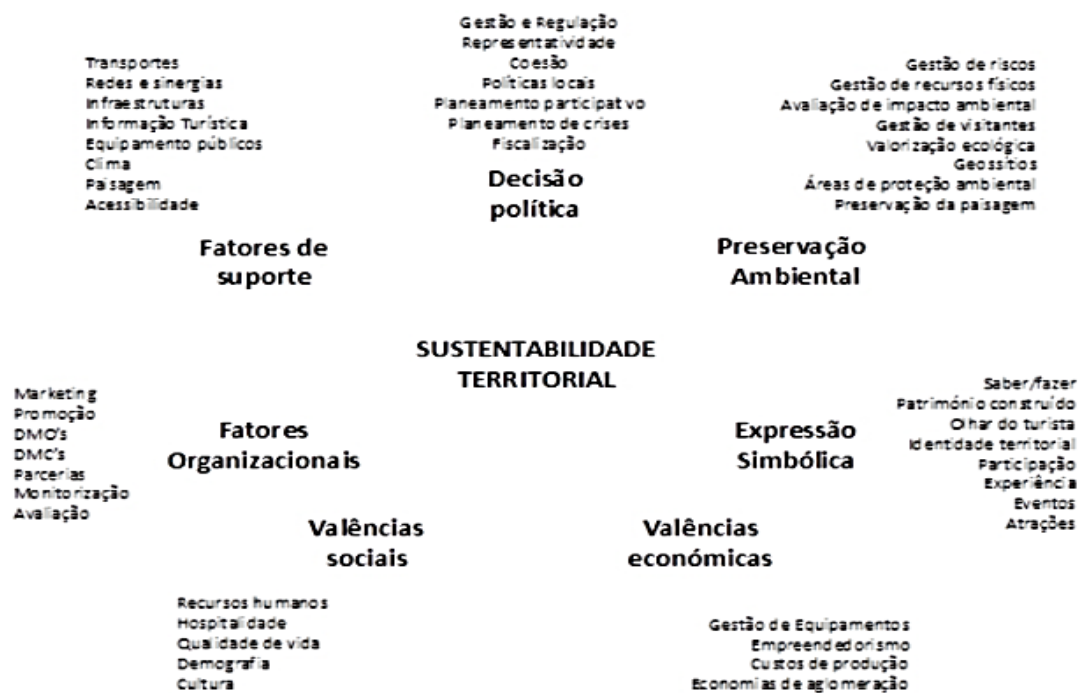 Gestão e Regulação
Representatividade
Coesão
Políticas locais
Planeamento participativo
Planeamento de crises
Fiscalização
Decisão
política
Transportes
Redes e sinergias
Infraestruturas
Informação Turística
Equipamento públicos
Clima
Paisagem
Acessibilidade
Fatores de
suporte
Gestão de riscos
Gestão de recursos físicos
Avaliação de impacto ambiental
Gestão de visitantes
Valorização ecológica
Geossítios
Áreas de proteção ambiental
Preservação da paisagem
Preservação
Ambiental
SUSTENTABILIDADE
TERRITORIAL
Marketing
Promoção
DMO's
DMC's
Parcerias
Monitorização
Avaliação
Fatores
Organizacionais
Saber/fazer
Património construído
Olhar do turista
Identidade territorial
Participação
Experiência
Eventos
Atrações
Expressão
Simbólica
Valências
sociais
Recursos humanos
Hospitalidade
Qualidade de vida
Demografia
Cultura
Valências
económicas
Gestão de Equipamentos
Empreendedorismo
Custos de produção
Economias de aglomeração